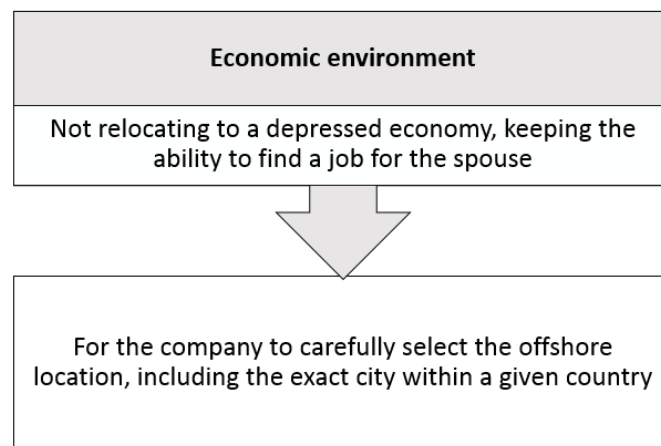 Economic environment
Not relocating to a depressed economy, keeping the
ability to find a job for the spouse
For the company to carefully select the offshore
location, including the exact city within a given country